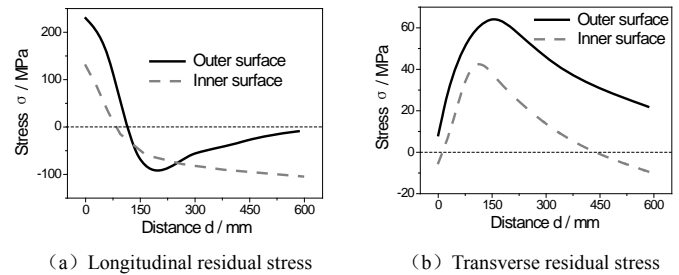 Stress σ / MPa
200
100
0
-100
Outer surface
Inner surface
0 150 300 450 600
Distance d / mm
(a) Longitudinal residual stress
Stress σ / MPa
60
40
20
0
-20
Outer surface
Inner surface
0 150 300 450 600
Distance d / mm
(b) Transverse residual stress